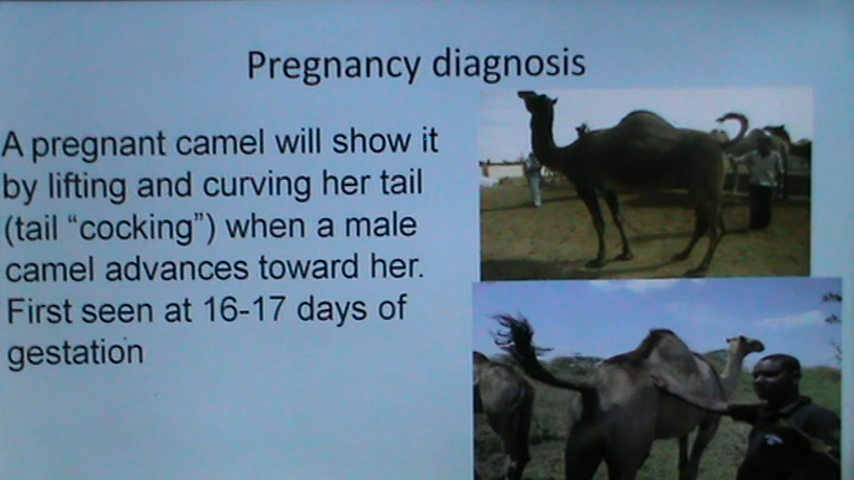 Pregnancy diagnosis
A pregnant camel will show it
by lifting and curving her tail
(tail “cocking”) when a male
camel advances toward her.
First seen at 16-17 days of
gestation